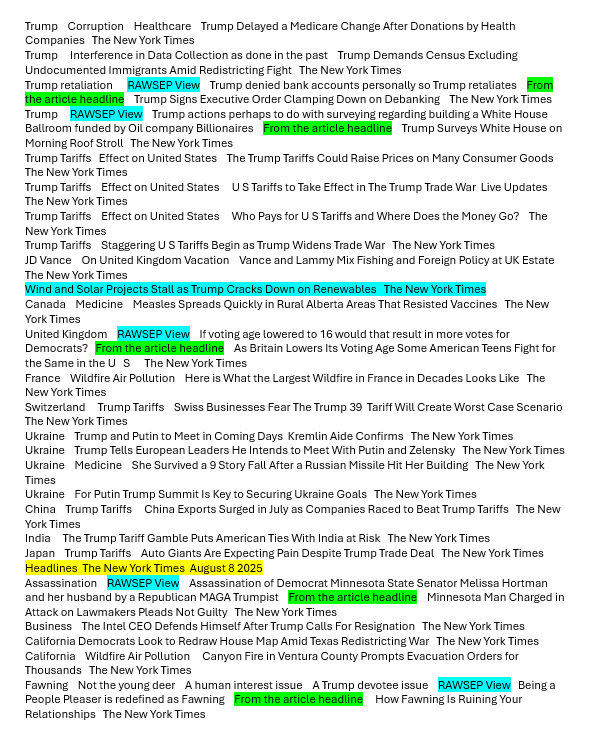 Trump Corruption Healthcare Trump Delayed a Medicare Change After Donations by Health
Companies The New York Times
Trump Interference in Data Collection as done in the past Trump Demands Census Excluding
Undocumented Immigrants Amid Redistricting Fight The New York Times
Trump retaliation RAWSEP View Trump denied bank accounts personally so Trump retaliates From
the article headline Trump Signs Executive Order Clamping Down on Debanking The New York Times
Trump RAWSEP View Trump actions perhaps to do with surveying regarding building a White House
Ballroom funded by Oil company Billionaires From the article headline Trump Surveys White House on
Morning Roof Stroll The New York Times
Trump Tariffs Effect on United States The Trump Tariffs Could Raise Prices on Many Consumer Goods
The New York Times
Trump Tariffs Effect on United States U S Tariffs to Take Effect in The Trump Trade War Live Updates
The New York Times
Trump Tariffs Effect on United States Who Pays for U S Tariffs and Where Does the Money Go? The
New York Times
Trump Tariffs Staggering U S Tariffs Begin as Trump Widens Trade War The New York Times
JD Vance On United Kingdom Vacation Vance and Lammy Mix Fishing and Foreign Policy at UK Estate
The New York Times
Wind and Solar Projects Stall as Trump Cracks Down on Renewables The New York Times
Canada Medicine Measles Spreads Quickly in Rural Alberta Areas That Resisted Vaccines The New
York Times
United Kingdom RAWSEP View If voting age lowered to 16 would that result in more votes for
Democrats? From the article headline As Britain Lowers Its Voting Age Some American Teens Fight for
the Same in the U S The New York Times
France Wildfire Air Pollution Here is What the Largest Wildfire in France in Decades Looks Like The
New York Times
Switzerland Trump Tariffs Swiss Businesses Fear The Trump 39 Tariff Will Create Worst Case Scenario
The New York Times
Ukraine Trump and Putin to Meet in Coming Days Kremlin Aide Confirms The New York Times
Ukraine Trump Tells European Leaders He Intends to Meet With Putin and Zelensky The New York Times
Ukraine Medicine She Survived a 9 Story Fall After a Russian Missile Hit Her Building The New York
Times
Ukraine For Putin Trump Summit Is Key to Securing Ukraine Goals The New York Times
China Trump Tariffs China Exports Surged in July as Companies Raced to Beat Trump Tariffs The New
York Times
India The Trump Tariff Gamble Puts American Ties With India at Risk The New York Times
Japan Trump Tariffs Auto Giants Are Expecting Pain Despite Trump Trade Deal The New York Times
Headlines The New York Times August 8 2025
Assassination RAWSEP View Assassination of Democrat Minnesota State Senator Melissa Hortman
and her husband by a Republican MAGA Trumpist From the article headline Minnesota Man Charged in
Attack on Lawmakers Pleads Not Guilty The New York Times
Business The Intel CEO Defends Himself After Trump Calls For Resignation The New York Times
California Democrats Look to Redraw House Map Amid Texas Redistricting War The New York Times
California Wildfire Air Pollution Canyon Fire in Ventura County Prompts Evacuation Orders for
Thousands The New York Times
Fawning Not the young deer A human interest issue A Trump devotee issue RAWSEP View Being a
People Pleaser is redefined as Fawning From the article headline How Fawning Is Ruining Your
Relationships The New York Times